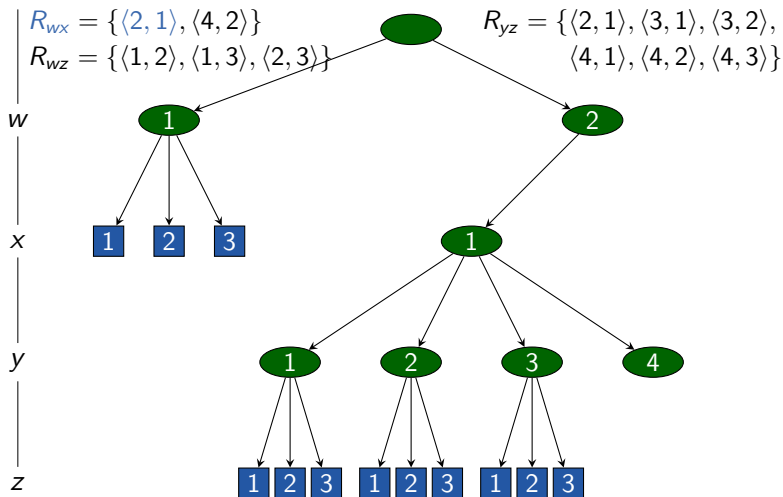 R_wx = {⟨2, 1⟩, ⟨4, 2⟩}
R_wz = {⟨1, 2⟩, ⟨1, 3⟩, ⟨2, 3⟩}
R_yz = {⟨2, 1⟩, ⟨3, 1⟩, ⟨3, 2⟩,
⟨4, 1⟩, ⟨4, 2⟩, ⟨4, 3⟩}
w 1 2
x 1 2 3 1
y 1 2 3 4
z 1 2 3 1 2 3 1 2 3